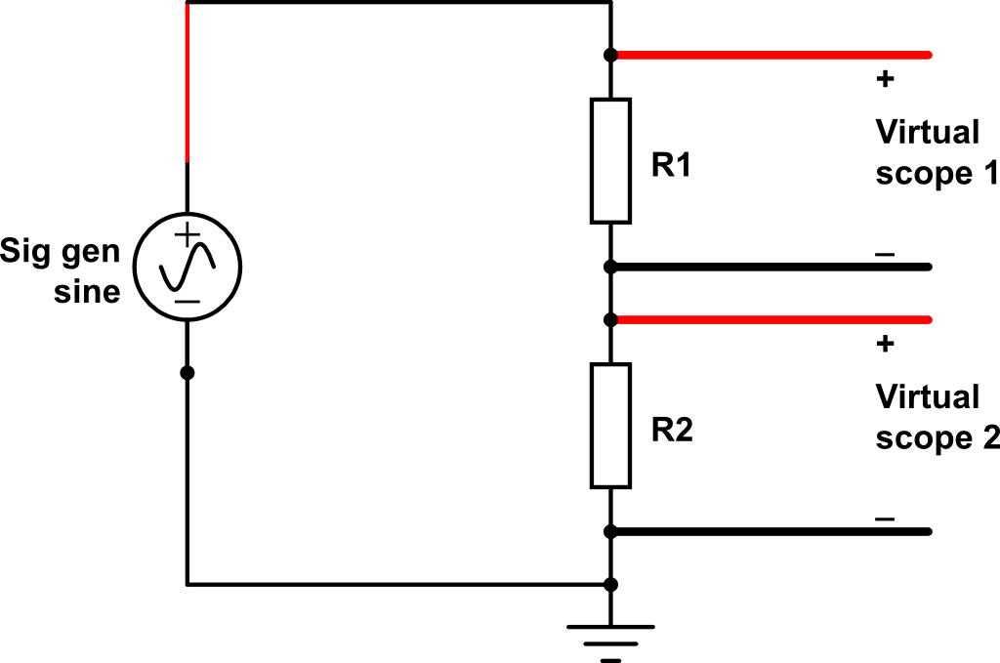 +
Virtual
scope 1
R1
–
Sig gen
sine
+
–
+
Virtual
scope 2
R2
–